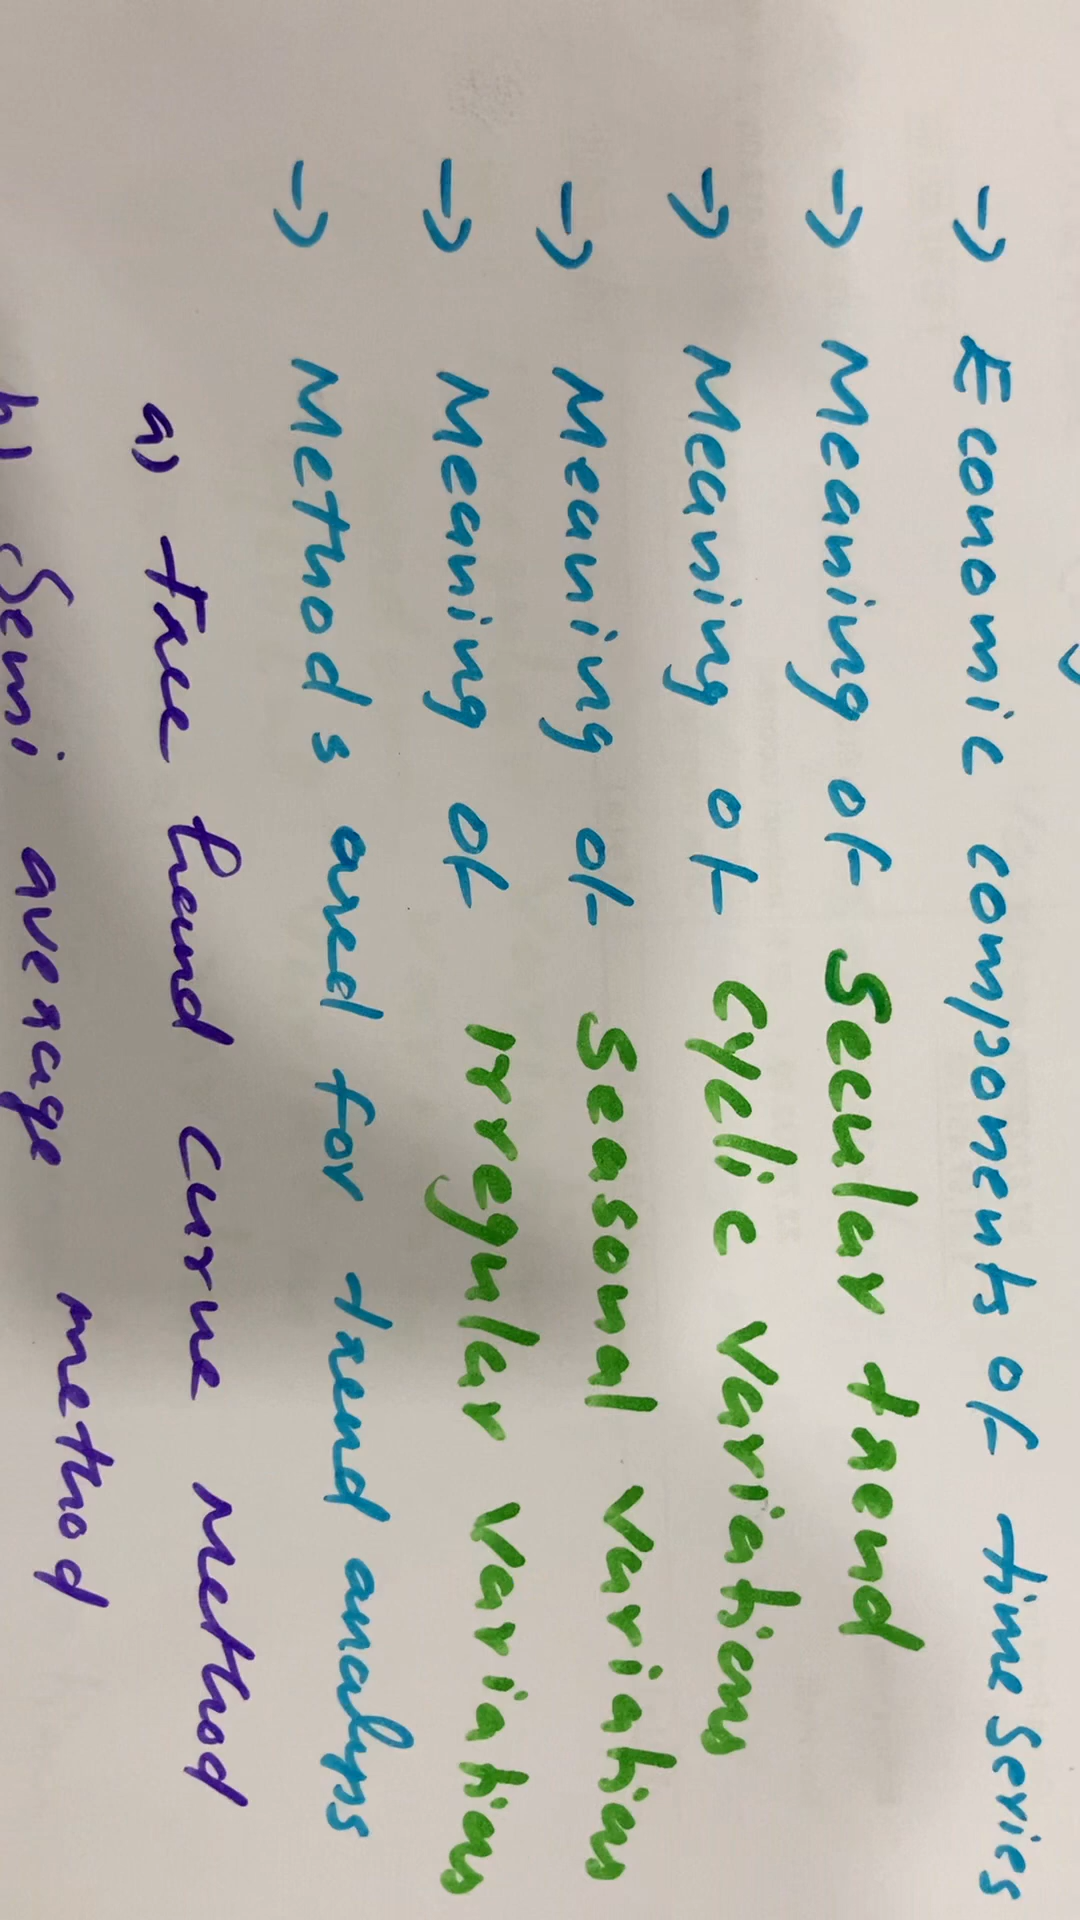 -> Economic components of time series
-> Meaning of Secular trend
-> Meaning of Cyclic Variations
-> Meaning of Seasonal Variations
-> Meaning of Irregular Variations
-> Methods used for trend analysis
a) Free hand curve Method
b) Semi average method